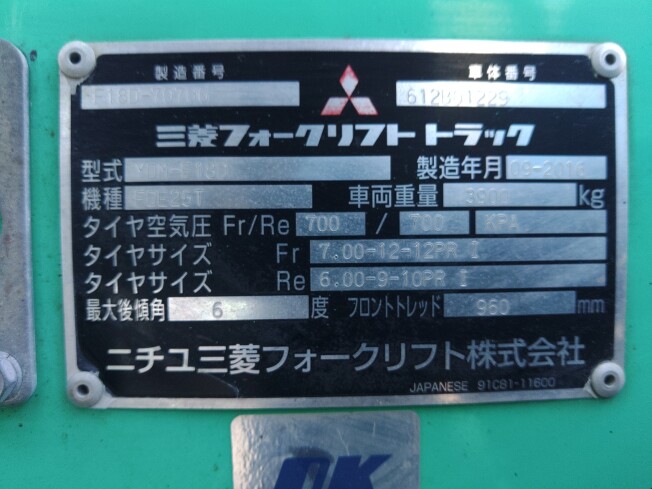 製造番号 車体番号
三菱フォークリフト トラック
型式 製造年月
機種 車両重量 kg
タイヤ空気圧 Fr/Re 700 / 700 KPA
タイヤサイズ Fr 7.00-12-12PR I
タイヤサイズ Re 6.00-9-10PR I
最大後傾角 6 度 フロントトレッド 960 mm
ニチユ三菱フォークリフト株式会社
JAPANESE 91C81-11600